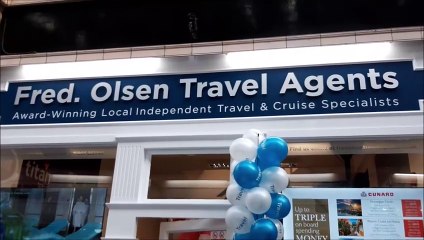 Fred. Olsen Travel Agents
Award-Winning Local Independent Travel & Cruise Specialists
titan
CUNARD
Up to
TRIPLE
on board
spending
MONEY